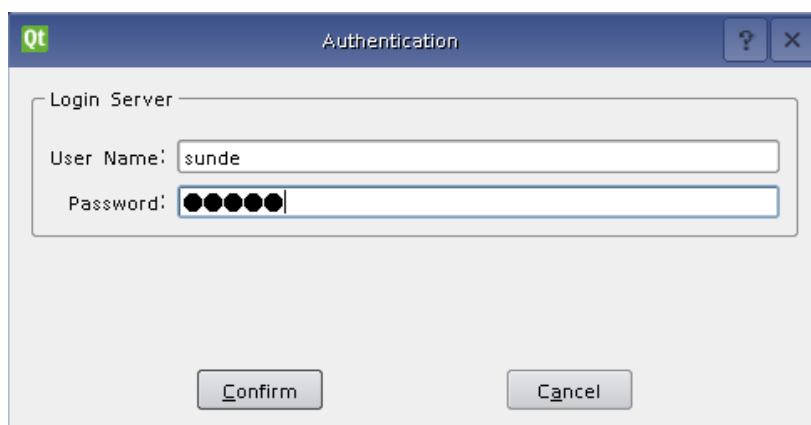 Qt Authentication ?
Login Server
User Name: sunde
Password: ●●●●●
Confirm Cancel